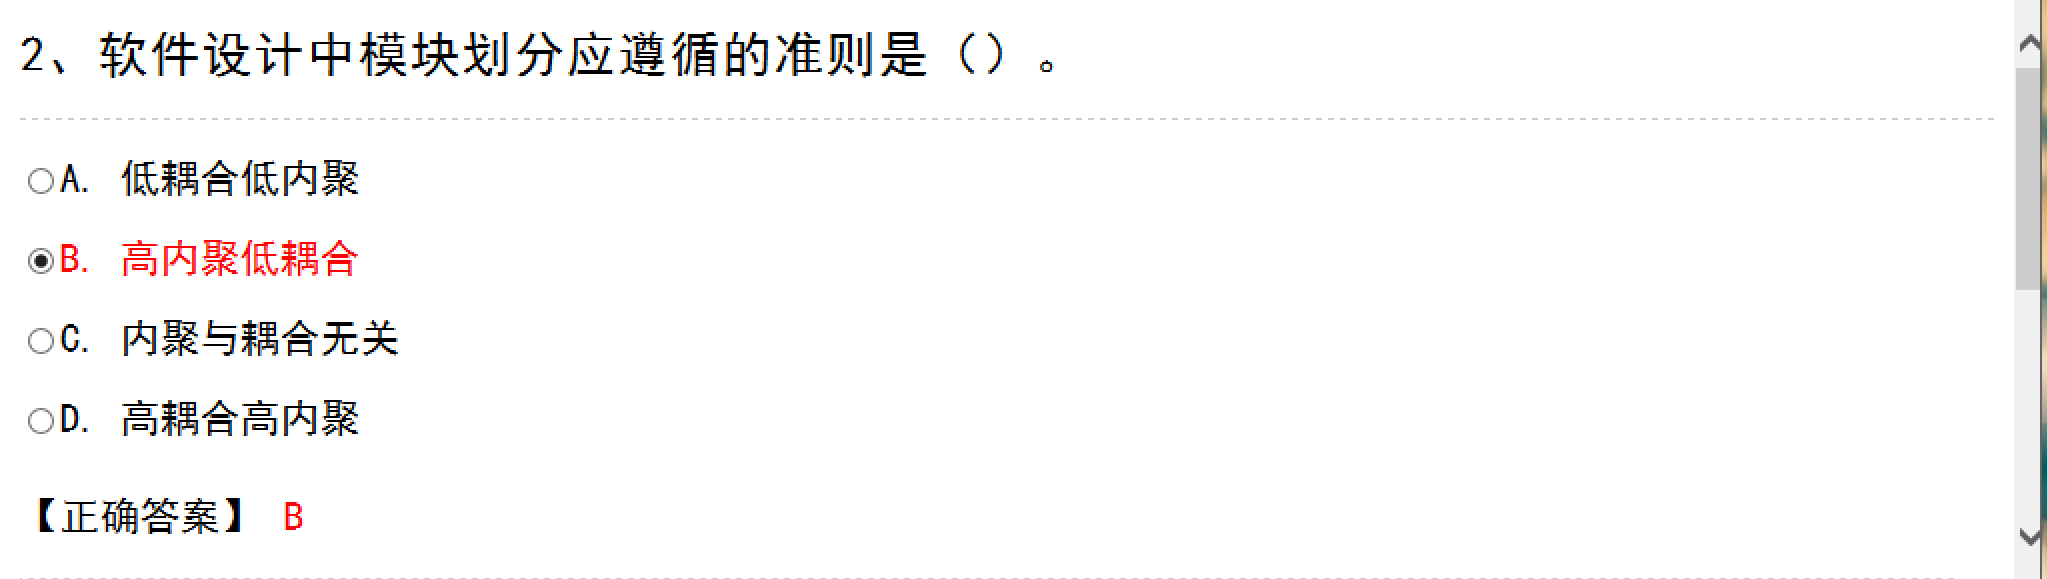 2、软件设计中模块划分应遵循的准则是（）。
A. 低耦合低内聚
B. 高内聚低耦合
C. 内聚与耦合无关
D. 高耦合高内聚
【正确答案】 B